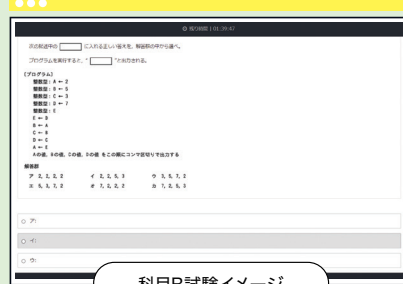 残り時間 | 01:39:47
次の記述中の に入れる正しい答えを、解答群の中から選べ。
プログラムを実行すると、" "と出力される。
[プログラム]
整数型: A ← 2
整数型: B ← 5
整数型: C ← 3
整数型: D ← 7
整数型: E
E ← D
B ← A
C ← B
D ← C
A ← E
Aの値、Bの値、Cの値、Dの値 をこの順にコンマ区切りで出力する
解答群
ア 2, 2, 2, 2 イ 2, 2, 5, 3 ウ 3, 5, 7, 2
エ 5, 3, 7, 2 オ 7, 2, 2, 2 カ 7, 2, 5, 3
ア:
イ:
ウ:
科目B試験イメージ